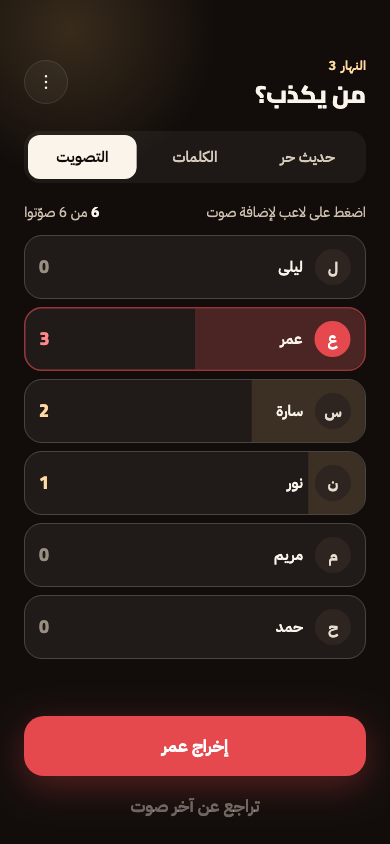 النهار 3
من يكذب؟
حديث حر
الكلمات
التصويت
اضغط على لاعب لإضافة صوت
6 من 6 صوّتوا
ل ليلى 0
ع عمر 3
س سارة 2
ن نور 1
م مريم 0
ح حمد 0
إخراج عمر
تراجع عن آخر صوت